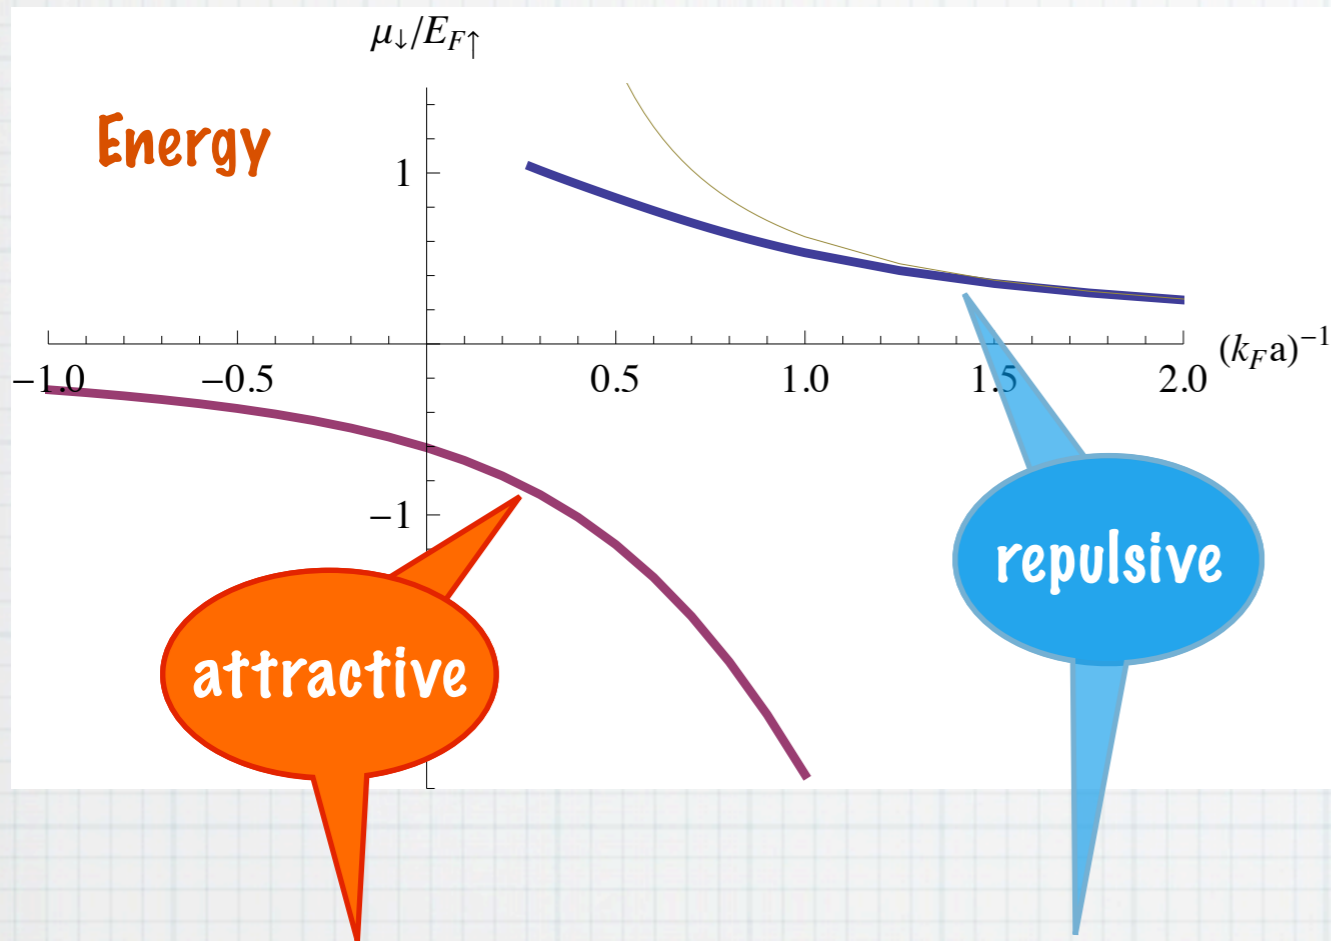 μ↓/E_F↑
Energy
1
(k_F a)⁻¹
−1.0 −0.5 0.5 1.0 1.5 2.0
−1
repulsive
attractive